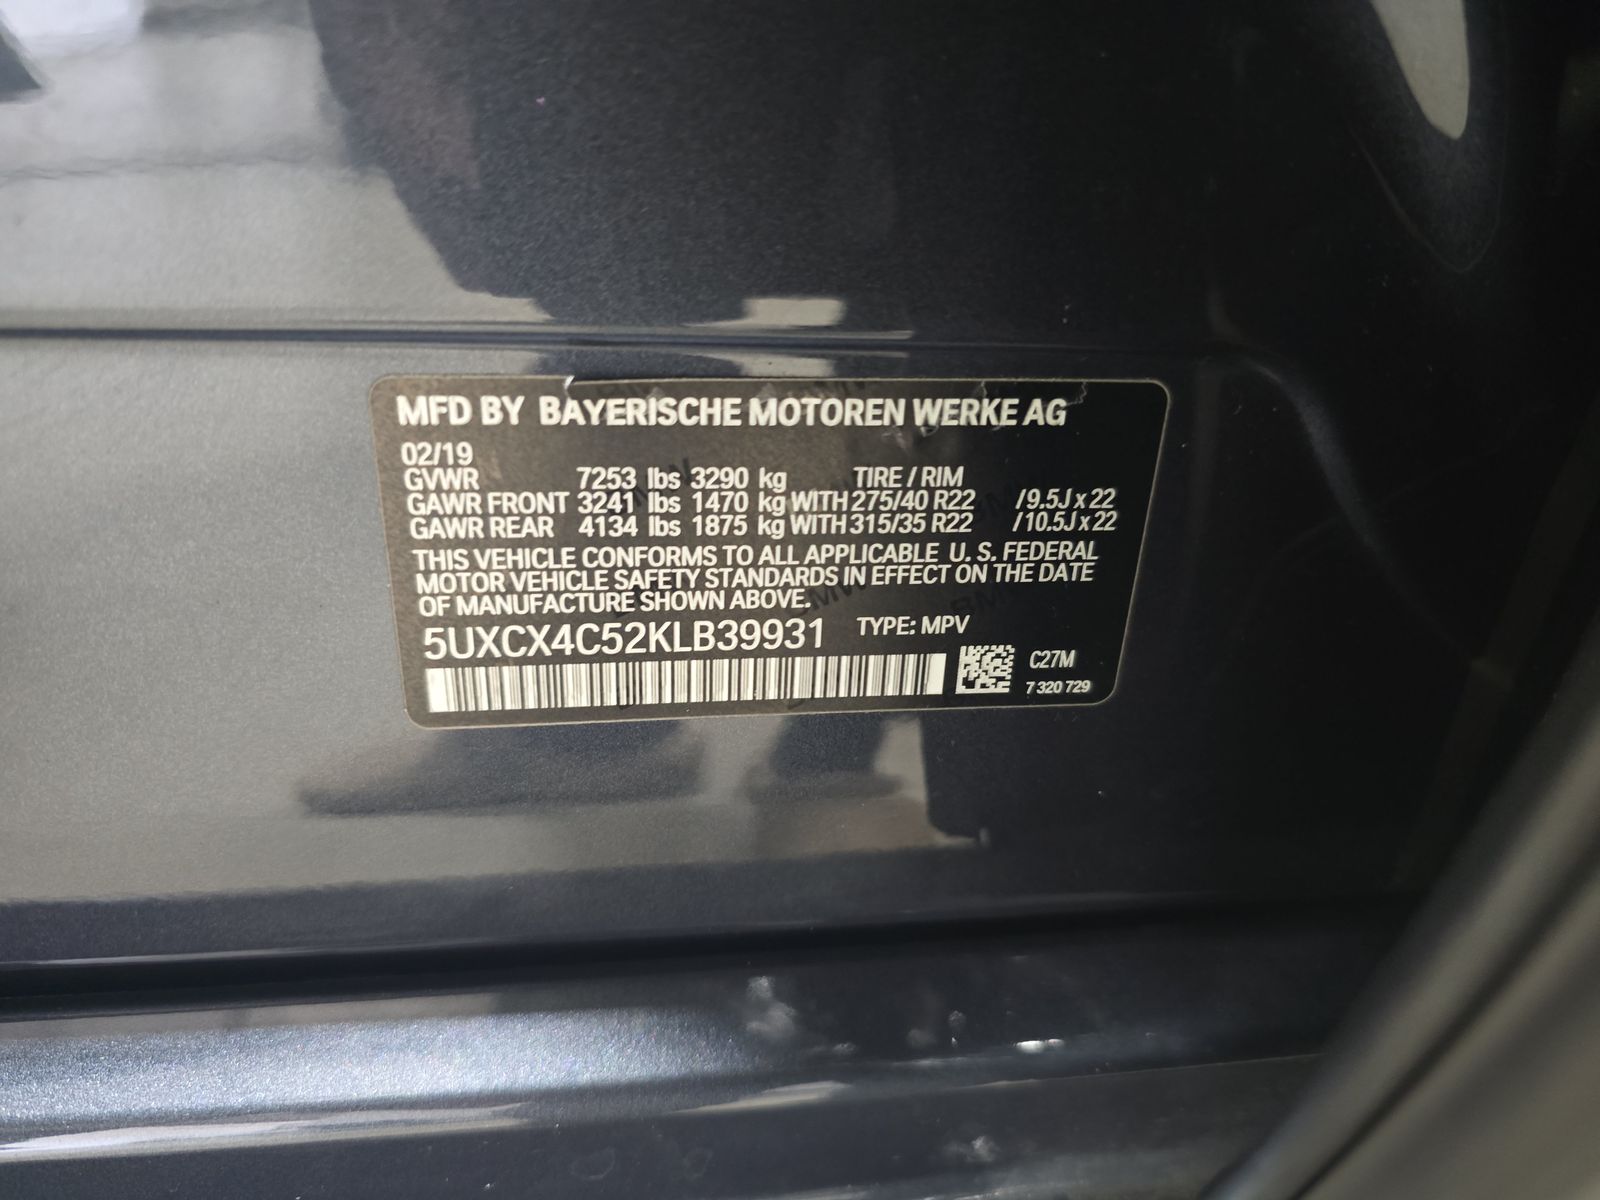 MFD BY BAYERISCHE MOTOREN WERKE AG
02/19
GVWR 7253 lbs 3290 kg TIRE / RIM
GAWR FRONT 3241 lbs 1470 kg WITH 275/40 R22 /9.5J x 22
GAWR REAR 4134 lbs 1875 kg WITH 315/35 R22 /10.5J x 22
THIS VEHICLE CONFORMS TO ALL APPLICABLE U. S. FEDERAL
MOTOR VEHICLE SAFETY STANDARDS IN EFFECT ON THE DATE
OF MANUFACTURE SHOWN ABOVE.
5UXCX4C52KLB39931 TYPE: MPV
C27M
7 320 729